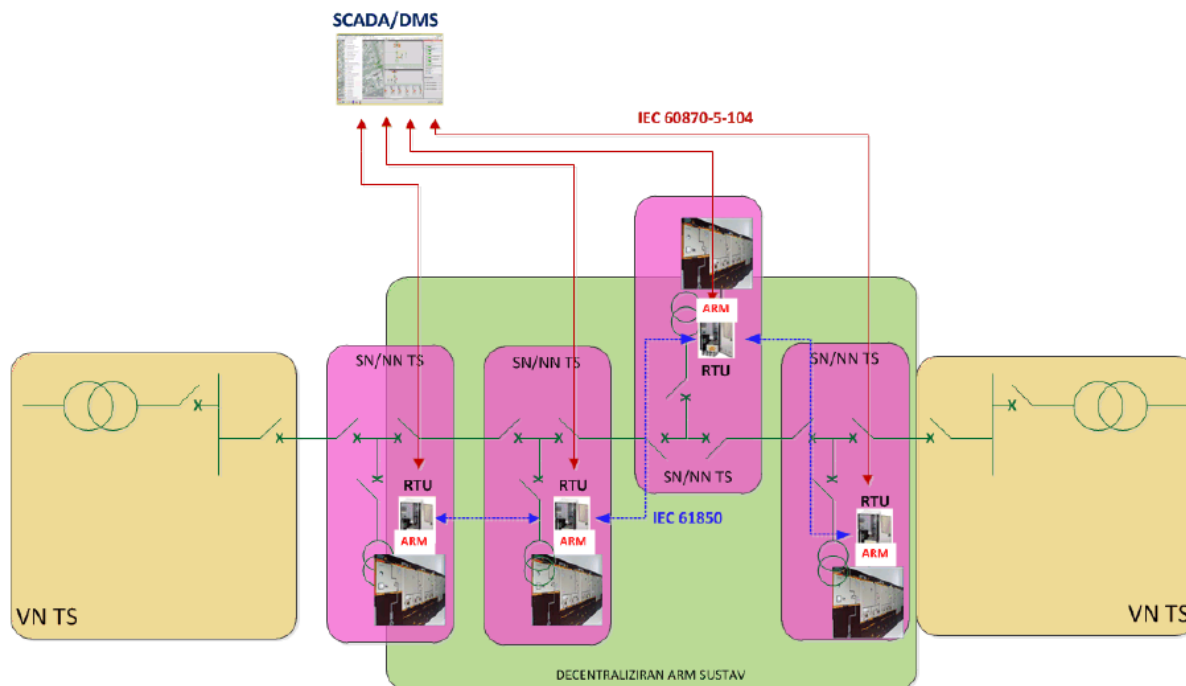 SCADA/DMS
IEC 60870-5-104
ARM
RTU
SN/NN TS
SN/NN TS
SN/NN TS
SN/NN TS
RTU
ARM
RTU
ARM
RTU
ARM
IEC 61850
VN TS
VN TS
DECENTRALIZIRAN ARM SUSTAV